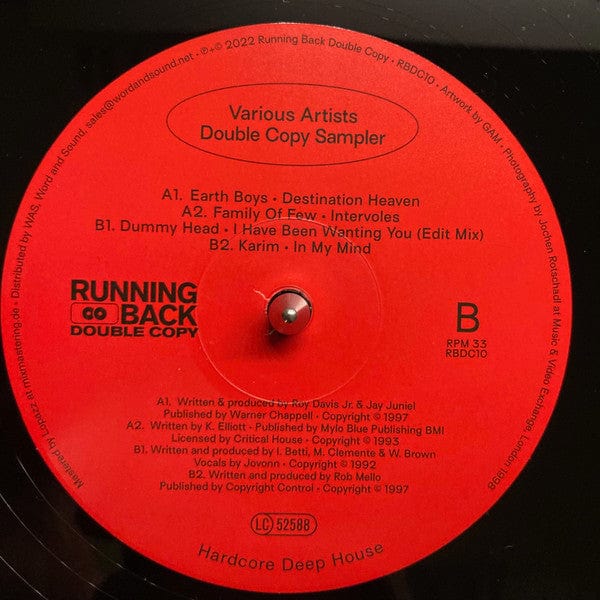 Mastered by Lopazz at mixmastering.de • Distributed by WAS, Word and Sound. sales@wordandsound.net • ℗+© 2022 Running Back Double Copy • RBDC10 • Artwork by GAM • Photography by Jochen Rotschadl at Music & Video Exchange, London 1998
Various Artists
Double Copy Sampler
A1. Earth Boys • Destination Heaven
A2. Family Of Few • Intervoles
B1. Dummy Head • I Have Been Wanting You (Edit Mix)
B2. Karim • In My Mind
RUNNING
BACK
DOUBLE COPY
B
RPM 33
RBDC10
A1. Written & produced by Roy Davis Jr. & Jay Juniel
Published by Warner Chappell • Copyright © 1997
A2. Written by K. Elliott • Published by Mylo Blue Publishing BMI
Licensed by Critical House • Copyright © 1993
B1. Written and produced by I. Betti, M. Clemente & W. Brown
Vocals by Jovonn • Copyright © 1992
B2. Written and produced by Rob Mello
Published by Copyright Control • Copyright © 1997
LC 52588
Hardcore Deep House